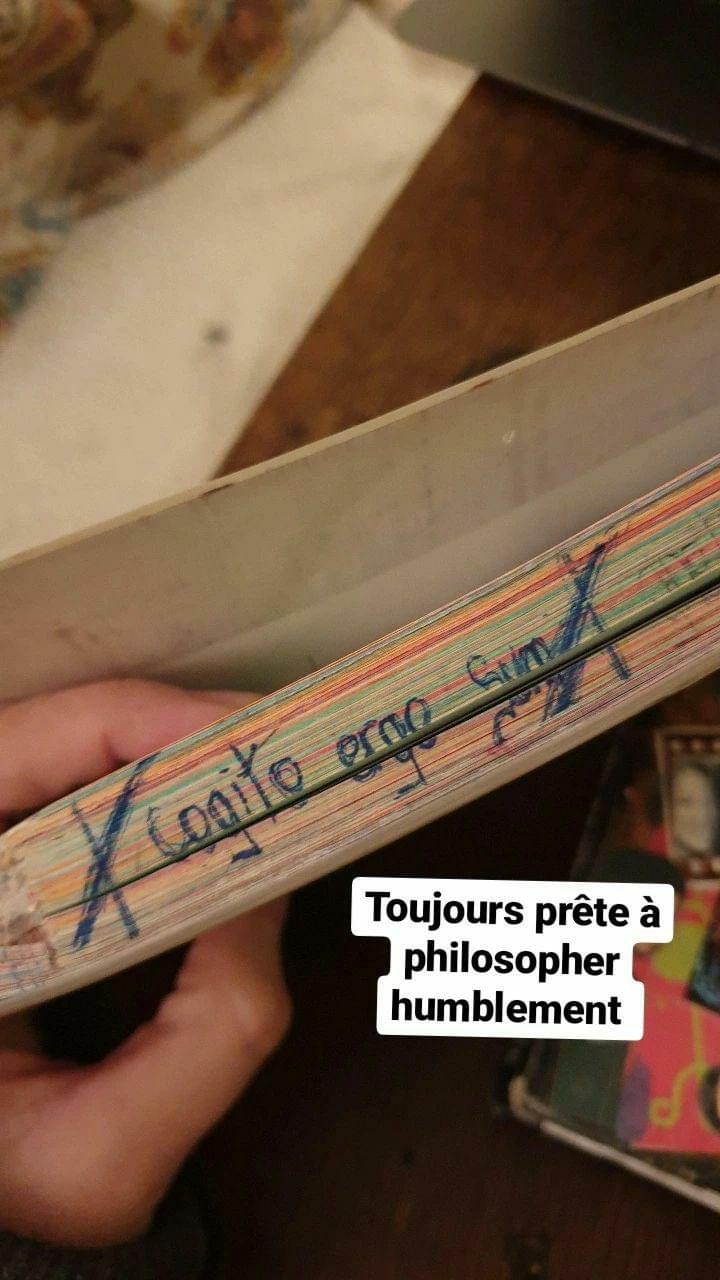 X cogito ergo sum X
Toujours prête à
philosopher
humblement